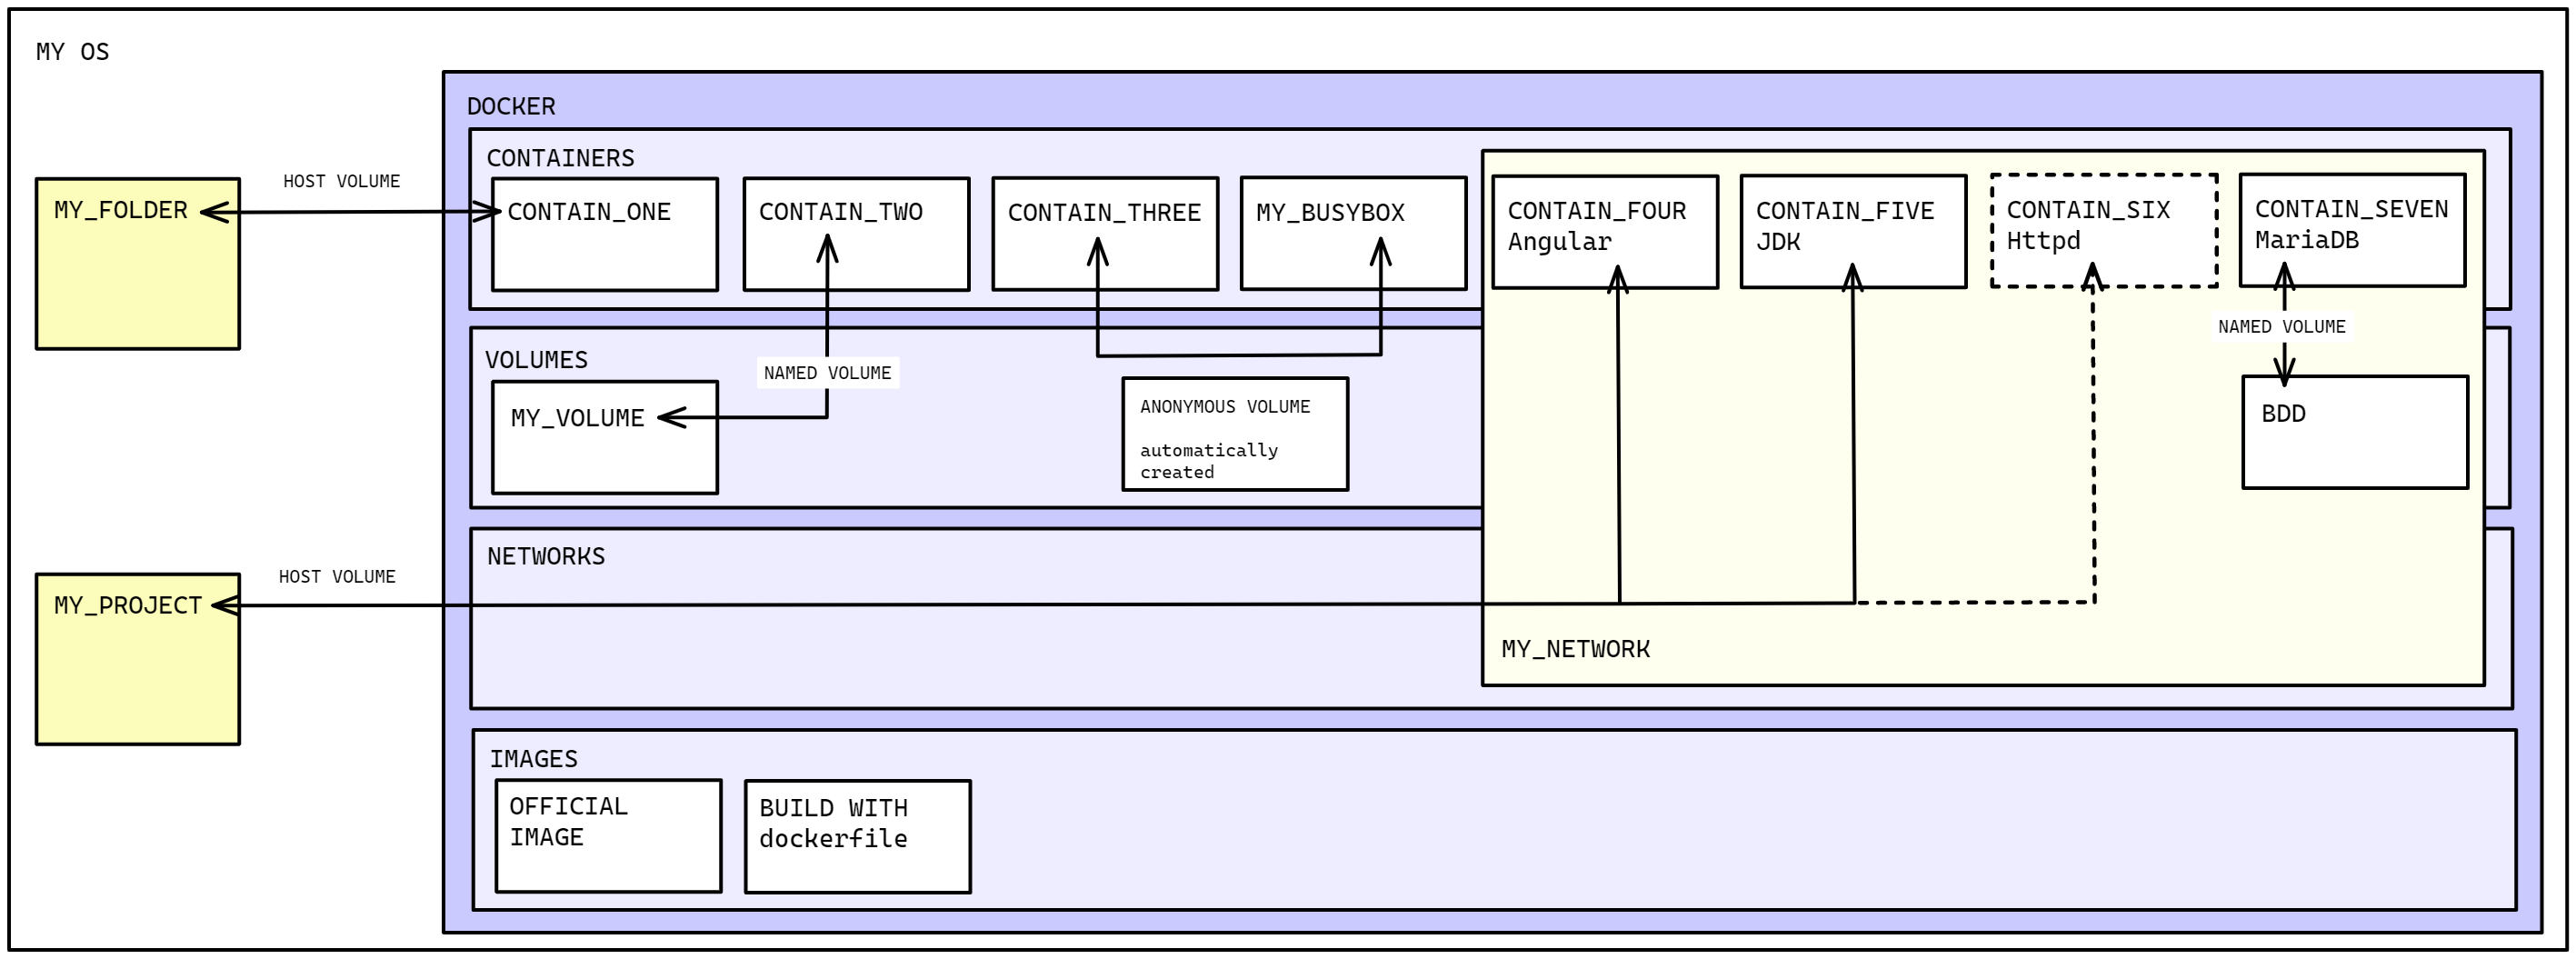 MY OS
DOCKER
CONTAINERS
MY_FOLDER
HOST VOLUME
CONTAIN_ONE
CONTAIN_TWO
CONTAIN_THREE
MY_BUSYBOX
CONTAIN_FOUR
Angular
CONTAIN_FIVE
JDK
CONTAIN_SIX
Httpd
CONTAIN_SEVEN
MariaDB
VOLUMES
MY_VOLUME
NAMED VOLUME
ANONYMOUS VOLUME
automatically
created
NAMED VOLUME
BDD
NETWORKS
MY_PROJECT
HOST VOLUME
MY_NETWORK
IMAGES
OFFICIAL
IMAGE
BUILD WITH
dockerfile